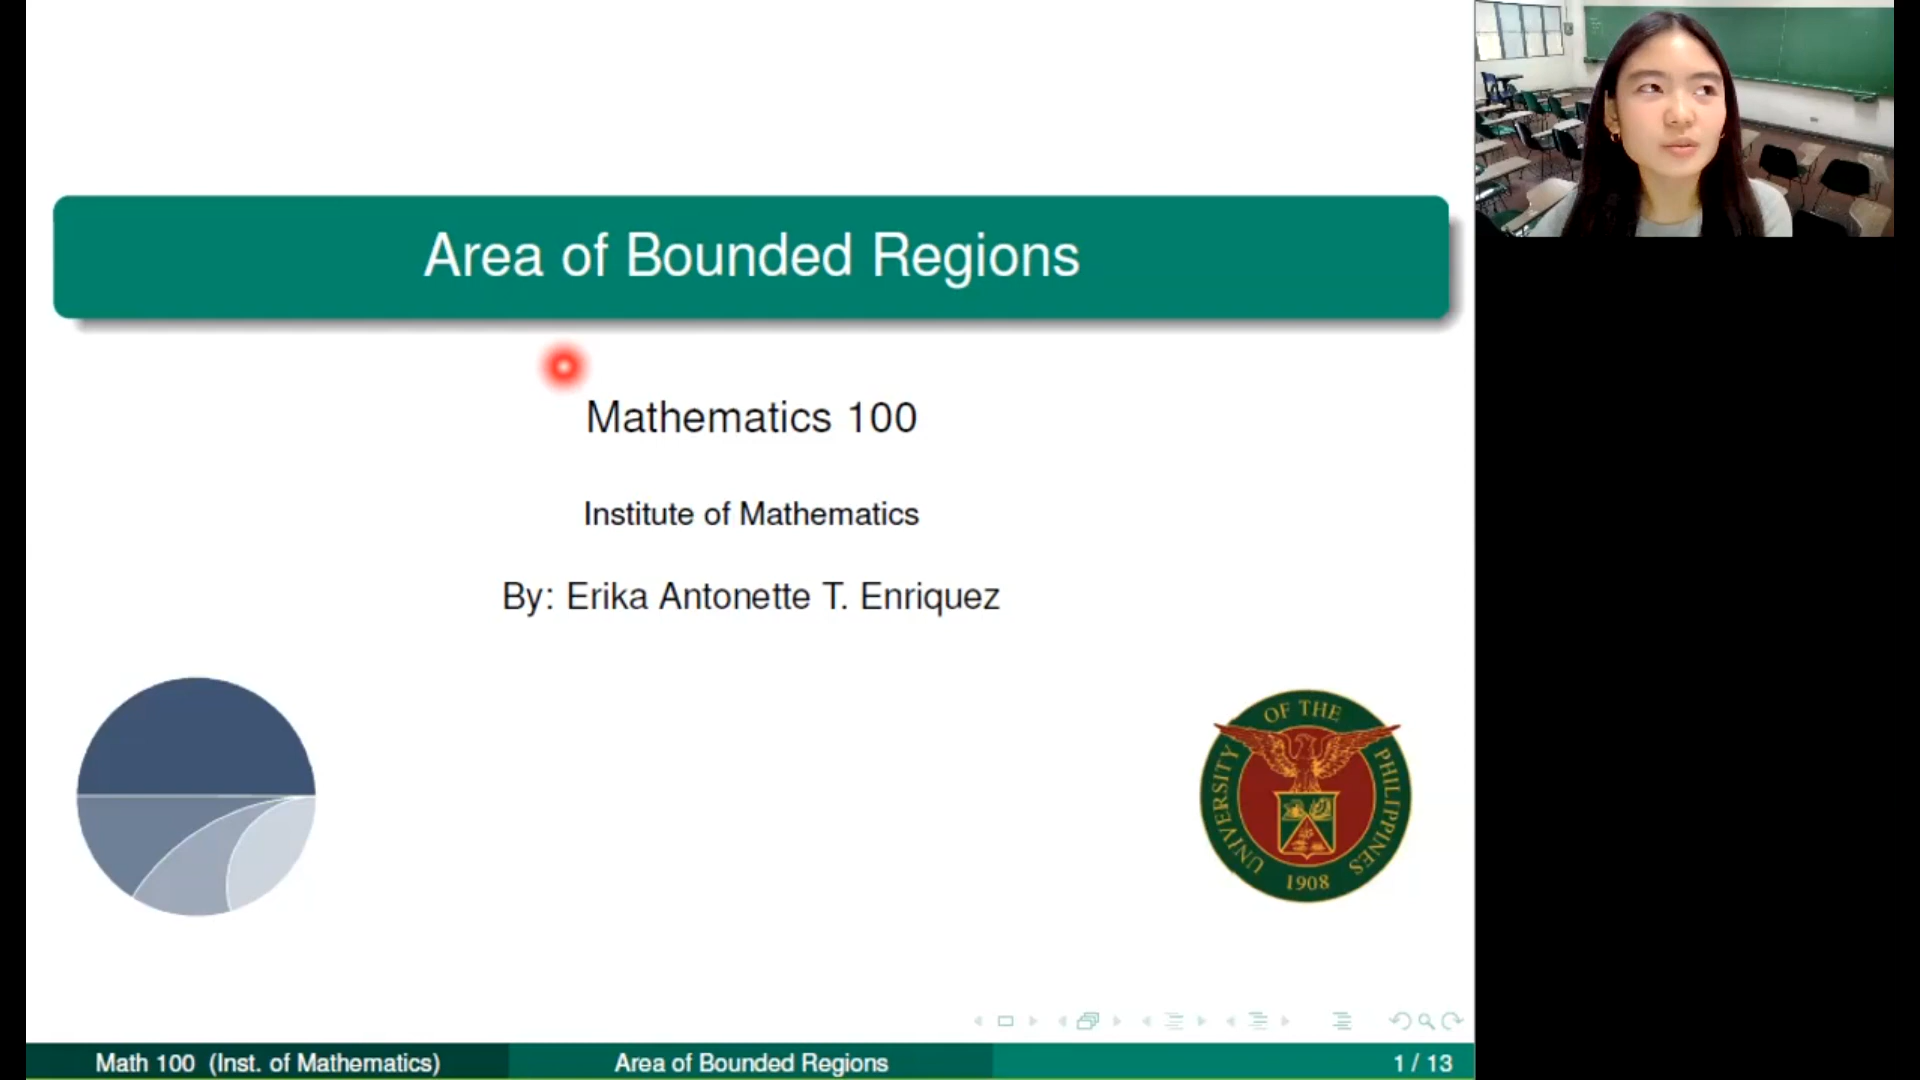 Area of Bounded Regions
Mathematics 100
Institute of Mathematics
By: Erika Antonette T. Enriquez
UNIVERSITY OF THE PHILIPPINES
1908
Math 100 (Inst. of Mathematics)
Area of Bounded Regions
1 / 13